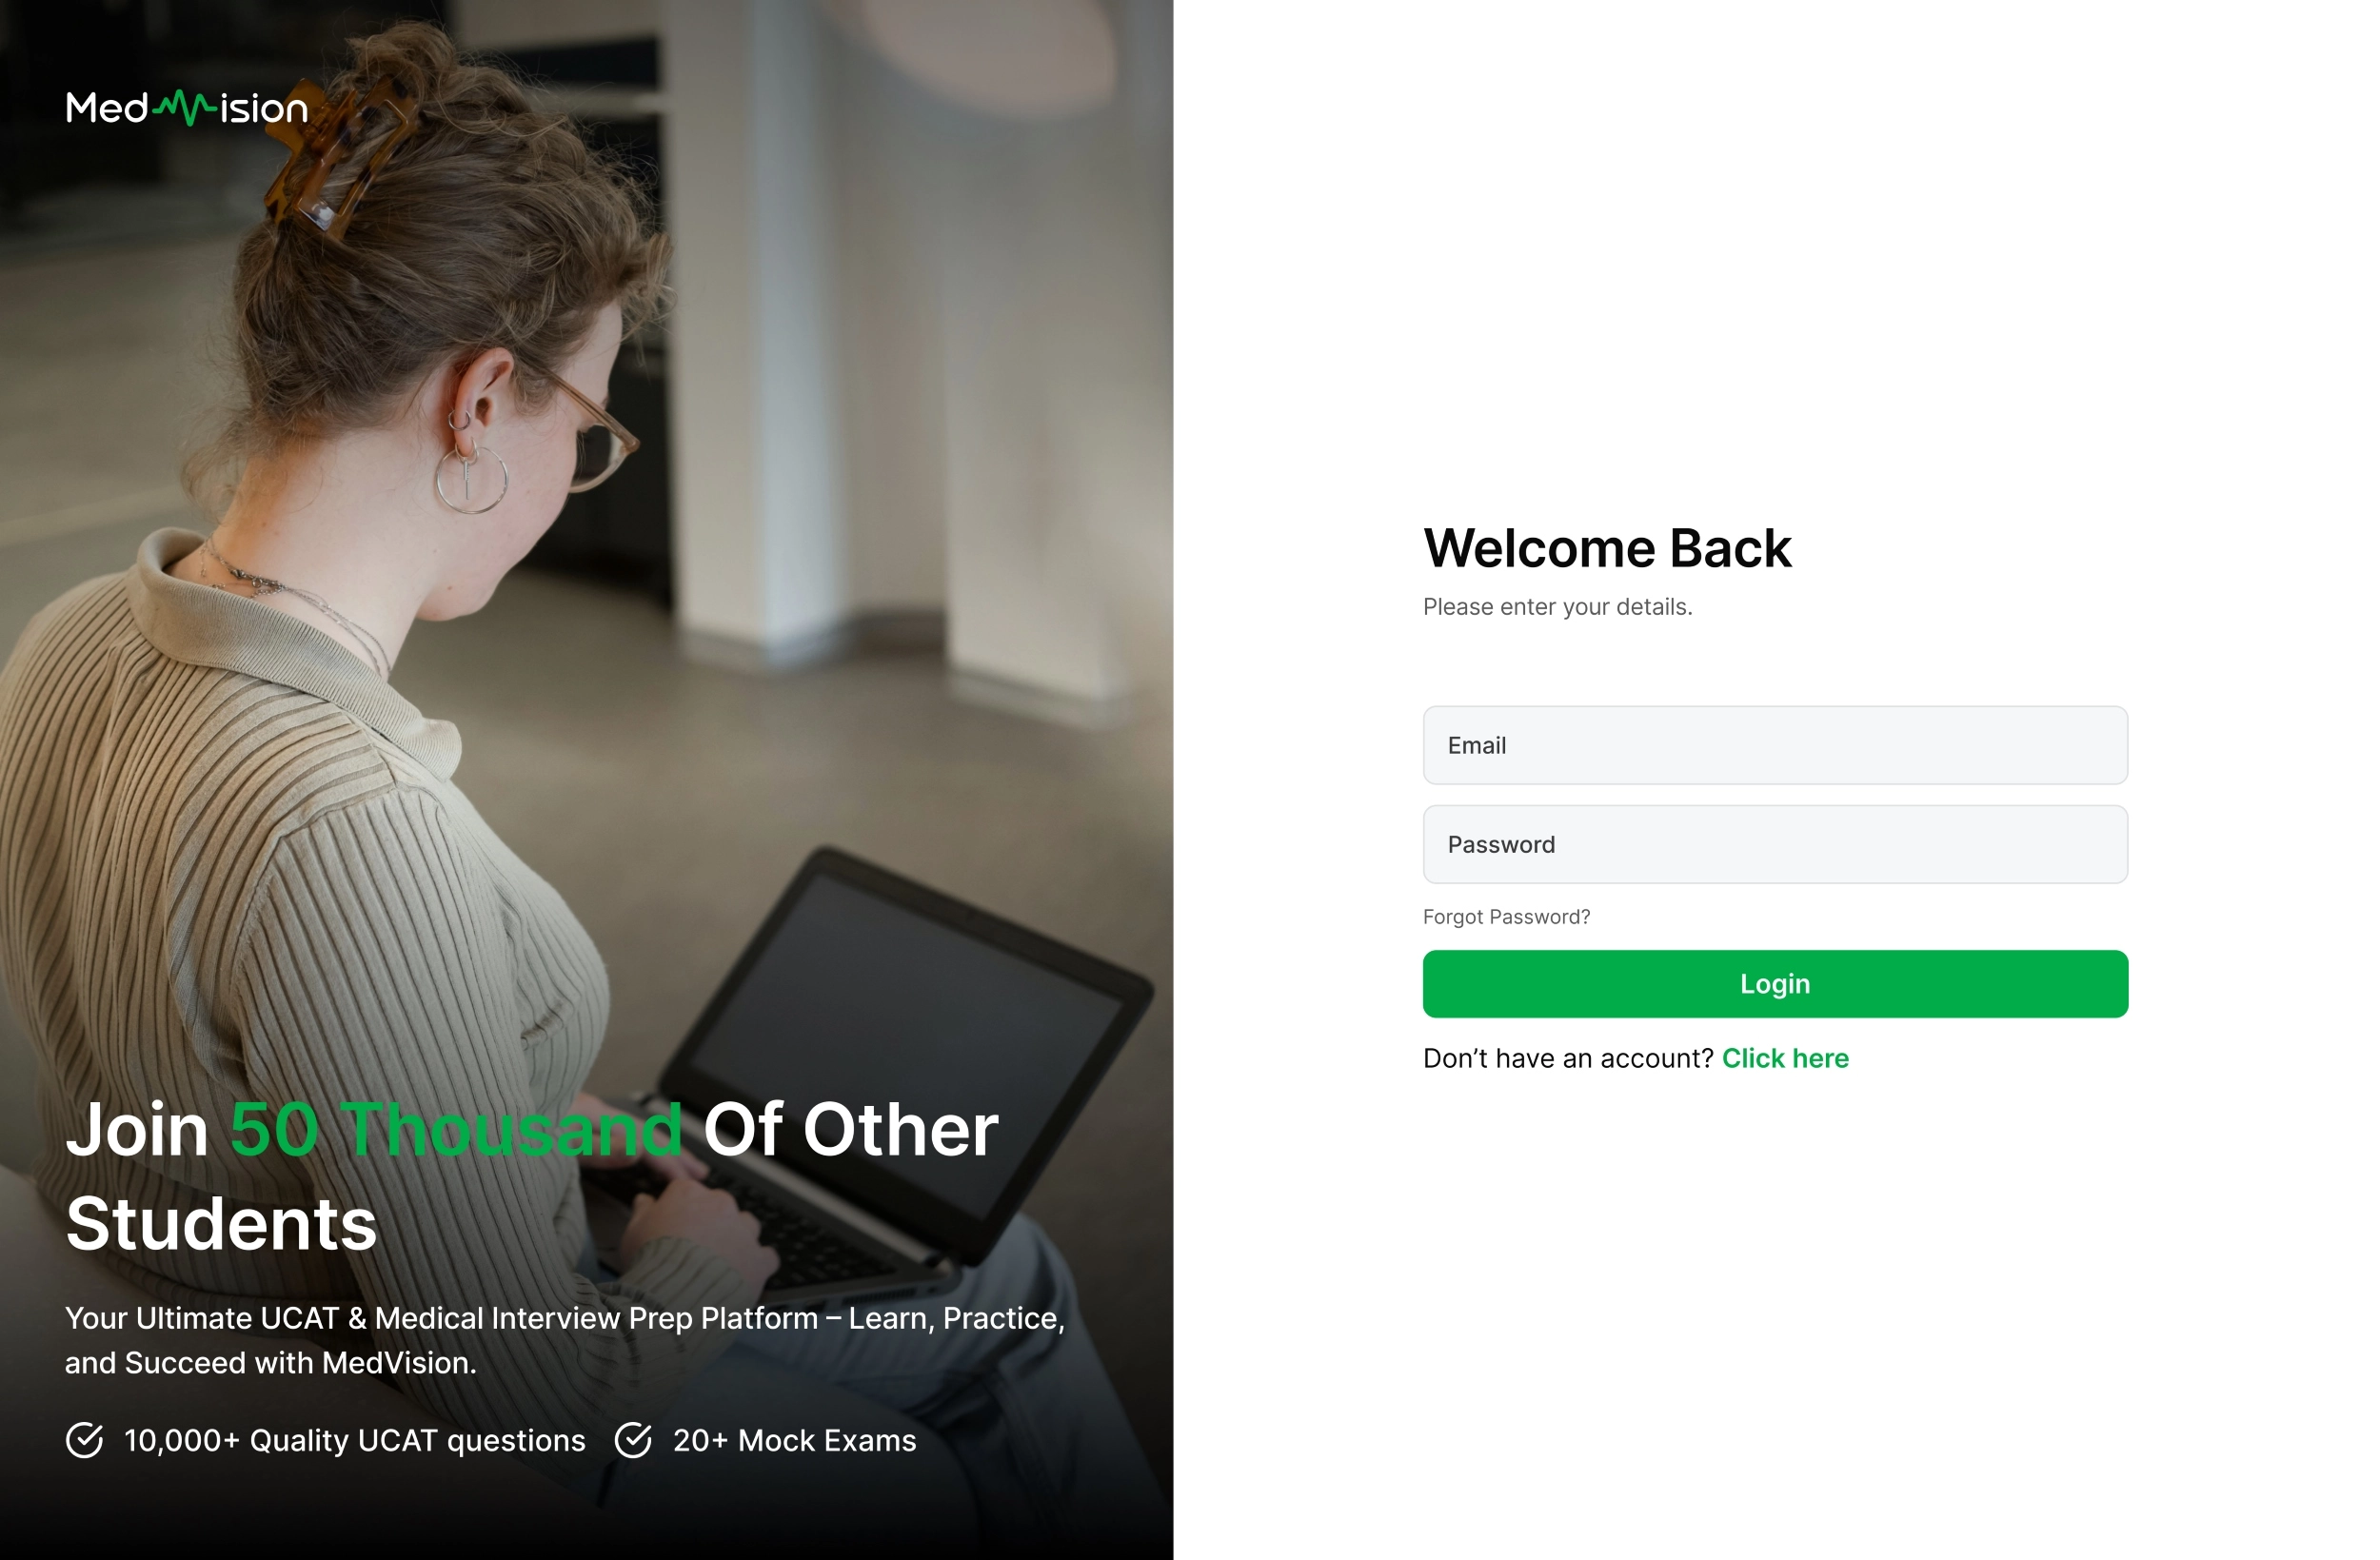 Med ision
Join 50 Thousand Of Other
Students
Your Ultimate UCAT & Medical Interview Prep Platform – Learn, Practice,
and Succeed with MedVision.
10,000+ Quality UCAT questions 20+ Mock Exams
Welcome Back
Please enter your details.
Email
Password
Forgot Password?
Login
Don’t have an account? Click here